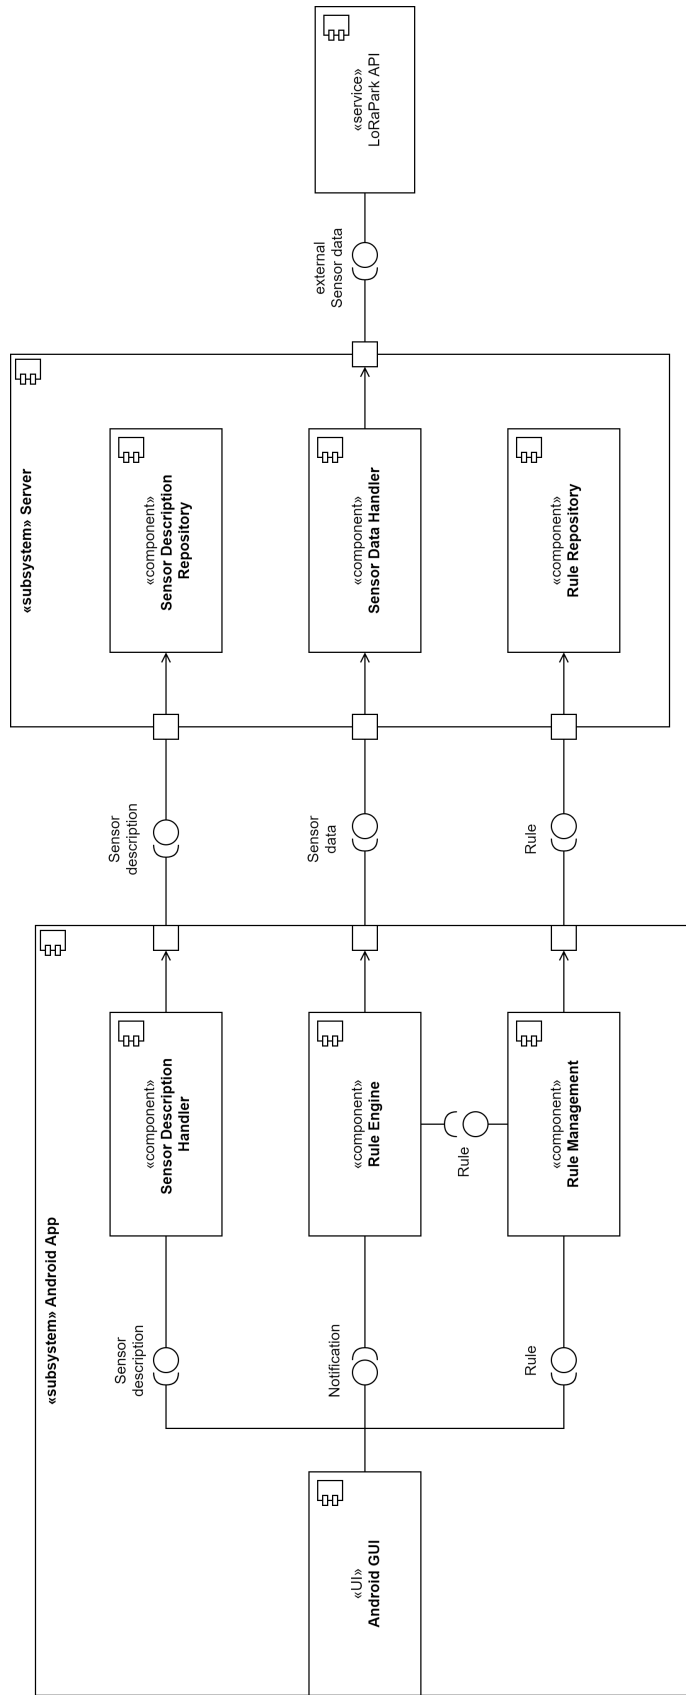 «subsystem» Android App
«UI»
Android GUI
Sensor
description
Notification
Rule
«component»
Sensor Description
Handler
«component»
Rule Engine
Rule
«component»
Rule Management
Sensor
description
Sensor
data
Rule
«subsystem» Server
«component»
Sensor Description
Repository
«component»
Sensor Data Handler
«component»
Rule Repository
external
Sensor data
«service»
LoRaPark API